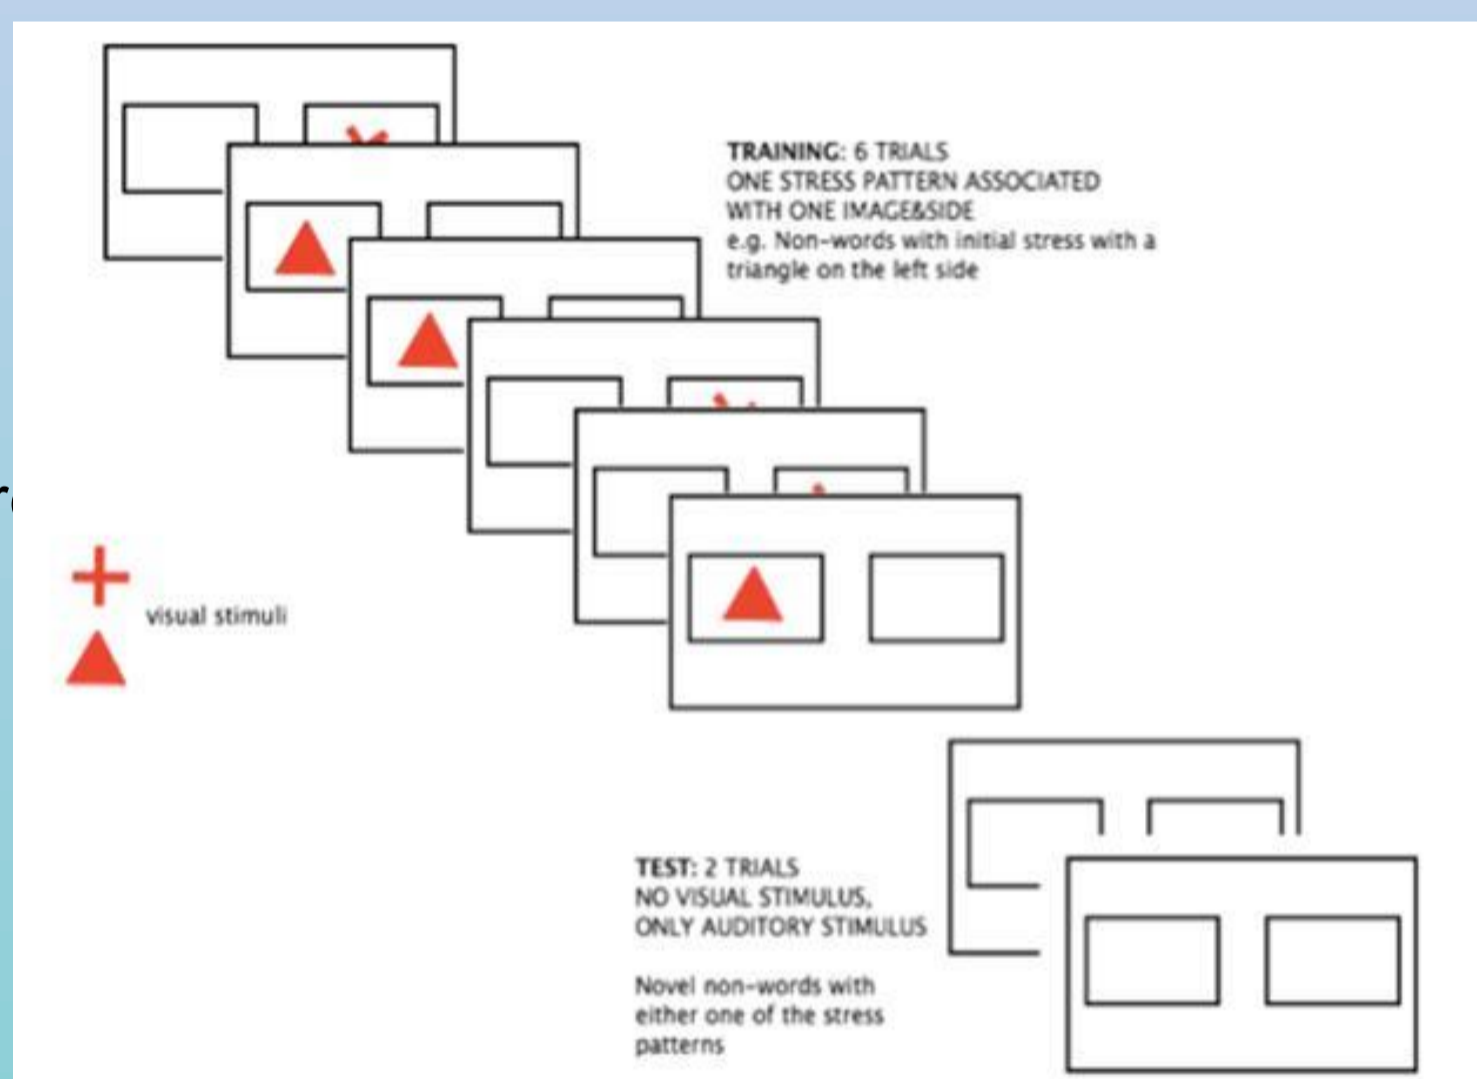 TRAINING: 6 TRIALS
ONE STRESS PATTERN ASSOCIATED
WITH ONE IMAGE&SIDE
e.g. Non-words with initial stress with a
triangle on the left side
visual stimuli
TEST: 2 TRIALS
NO VISUAL STIMULUS,
ONLY AUDITORY STIMULUS
Novel non-words with
either one of the stress
patterns